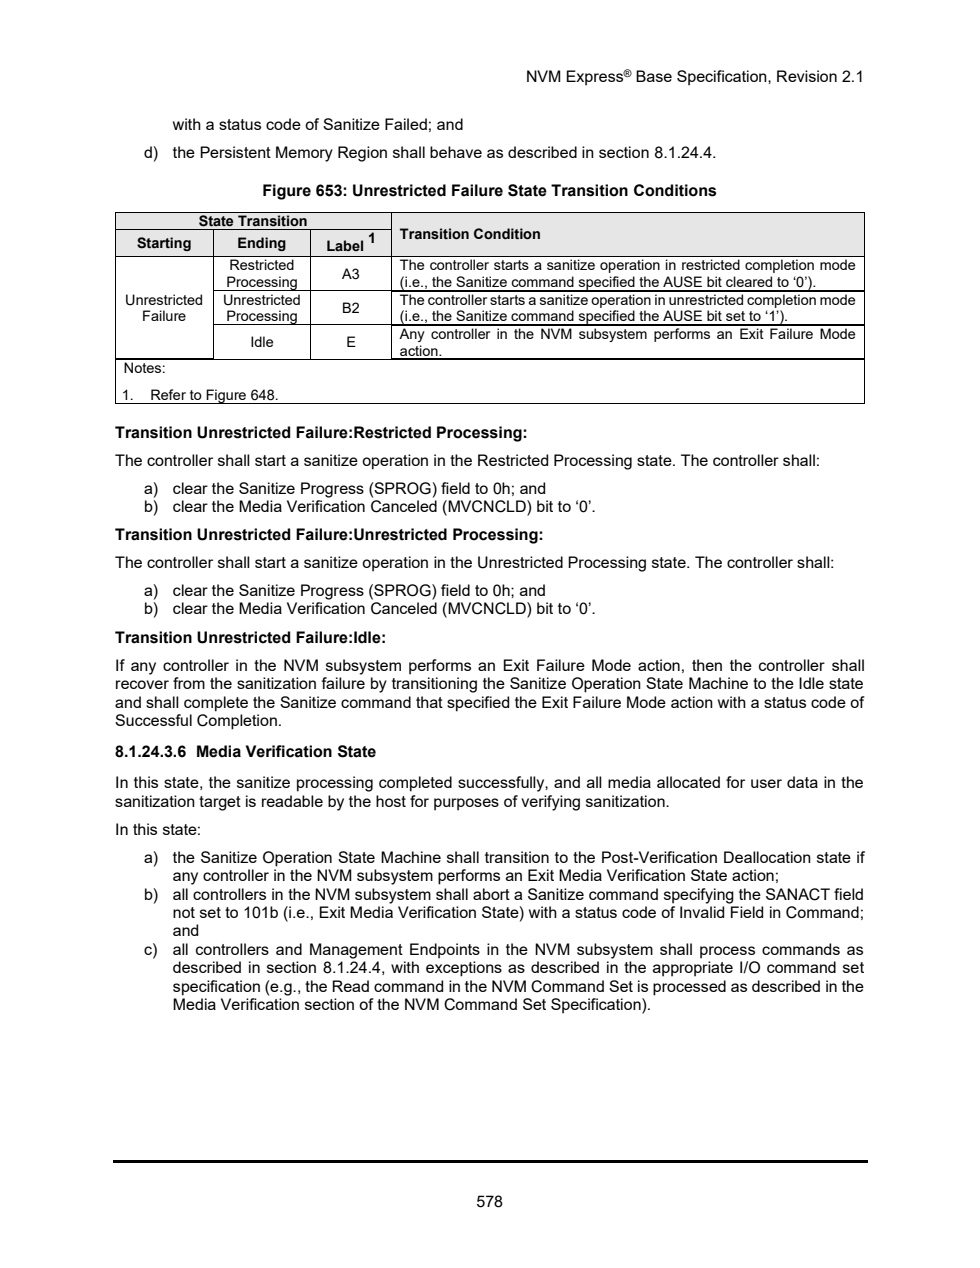 NVM Express® Base Specification, Revision 2.1
with a status code of Sanitize Failed; and
d) the Persistent Memory Region shall behave as described in section 8.1.24.4.
Figure 653: Unrestricted Failure State Transition Conditions
State Transition
Transition Condition
Starting Ending Label 1
Unrestricted Failure
Restricted Processing
A3
The controller starts a sanitize operation in restricted completion mode
(i.e., the Sanitize command specified the AUSE bit cleared to ‘0’).
Unrestricted Processing
B2
The controller starts a sanitize operation in unrestricted completion mode
(i.e., the Sanitize command specified the AUSE bit set to ‘1’).
Idle
E
Any controller in the NVM subsystem performs an Exit Failure Mode
action.
Notes:
1. Refer to Figure 648.
Transition Unrestricted Failure:Restricted Processing:
The controller shall start a sanitize operation in the Restricted Processing state. The controller shall:
a) clear the Sanitize Progress (SPROG) field to 0h; and
b) clear the Media Verification Canceled (MVCNCLD) bit to ‘0’.
Transition Unrestricted Failure:Unrestricted Processing:
The controller shall start a sanitize operation in the Unrestricted Processing state. The controller shall:
a) clear the Sanitize Progress (SPROG) field to 0h; and
b) clear the Media Verification Canceled (MVCNCLD) bit to ‘0’.
Transition Unrestricted Failure:Idle:
If any controller in the NVM subsystem performs an Exit Failure Mode action, then the controller shall
recover from the sanitization failure by transitioning the Sanitize Operation State Machine to the Idle state
and shall complete the Sanitize command that specified the Exit Failure Mode action with a status code of
Successful Completion.
8.1.24.3.6 Media Verification State
In this state, the sanitize processing completed successfully, and all media allocated for user data in the
sanitization target is readable by the host for purposes of verifying sanitization.
In this state:
a) the Sanitize Operation State Machine shall transition to the Post-Verification Deallocation state if
any controller in the NVM subsystem performs an Exit Media Verification State action;
b) all controllers in the NVM subsystem shall abort a Sanitize command specifying the SANACT field
not set to 101b (i.e., Exit Media Verification State) with a status code of Invalid Field in Command;
and
c) all controllers and Management Endpoints in the NVM subsystem shall process commands as
described in section 8.1.24.4, with exceptions as described in the appropriate I/O command set
specification (e.g., the Read command in the NVM Command Set is processed as described in the
Media Verification section of the NVM Command Set Specification).
578